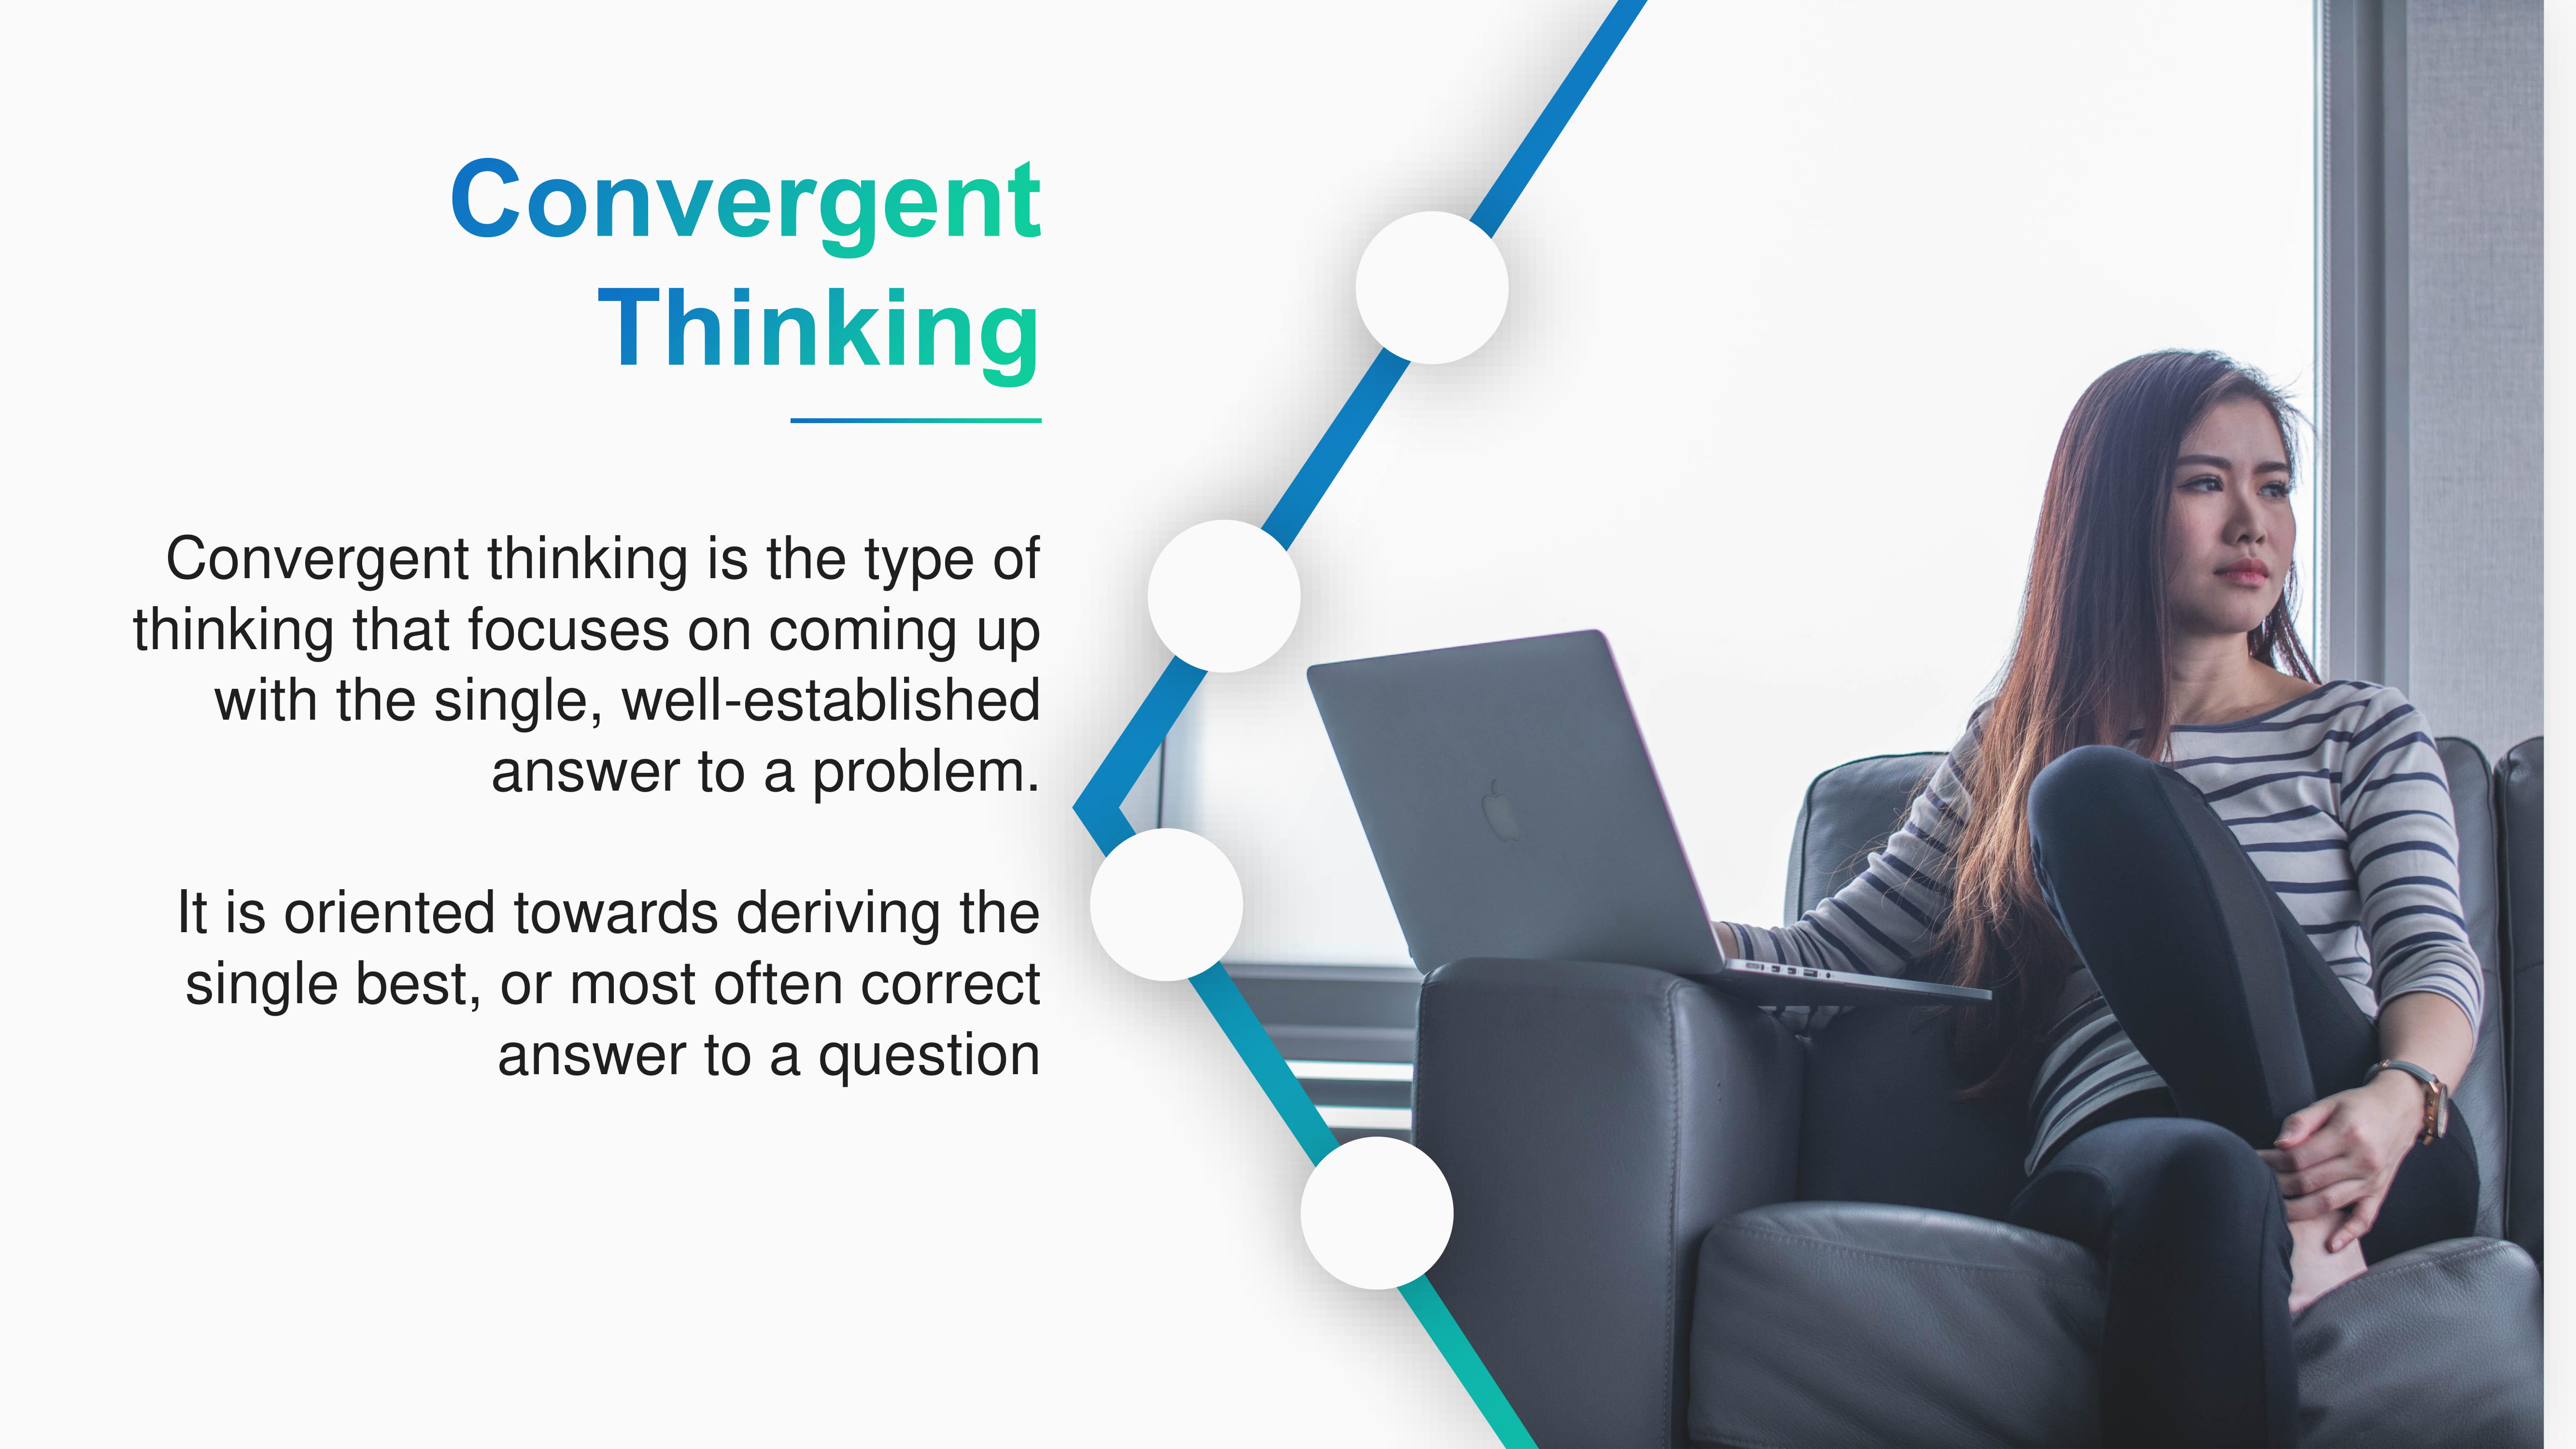 Convergent
Thinking
Convergent thinking is the type of
thinking that focuses on coming up
with the single, well-established
answer to a problem.
It is oriented towards deriving the
single best, or most often correct
answer to a question